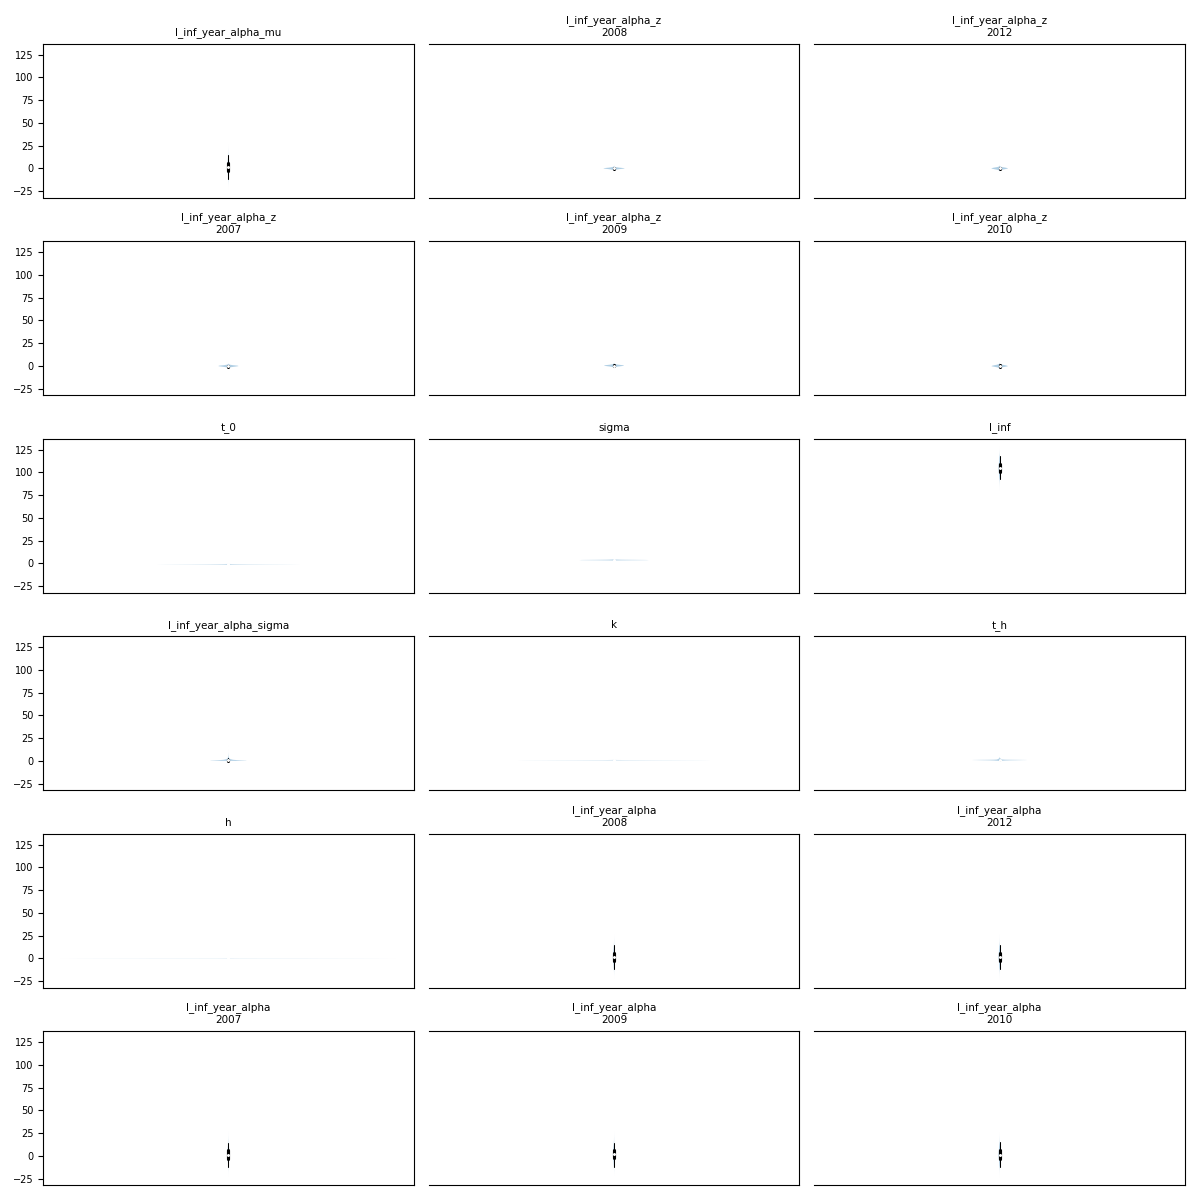 l_inf_year_alpha_mu
l_inf_year_alpha_z
2008
l_inf_year_alpha_z
2012
125
100
75
50
25
0
−25
l_inf_year_alpha_z
2007
l_inf_year_alpha_z
2009
l_inf_year_alpha_z
2010
125
100
75
50
25
0
−25
t_0
sigma
l_inf
125
100
75
50
25
0
−25
l_inf_year_alpha_sigma
k
t_h
125
100
75
50
25
0
−25
h
l_inf_year_alpha
2008
l_inf_year_alpha
2012
125
100
75
50
25
0
−25
l_inf_year_alpha
2007
l_inf_year_alpha
2009
l_inf_year_alpha
2010
125
100
75
50
25
0
−25